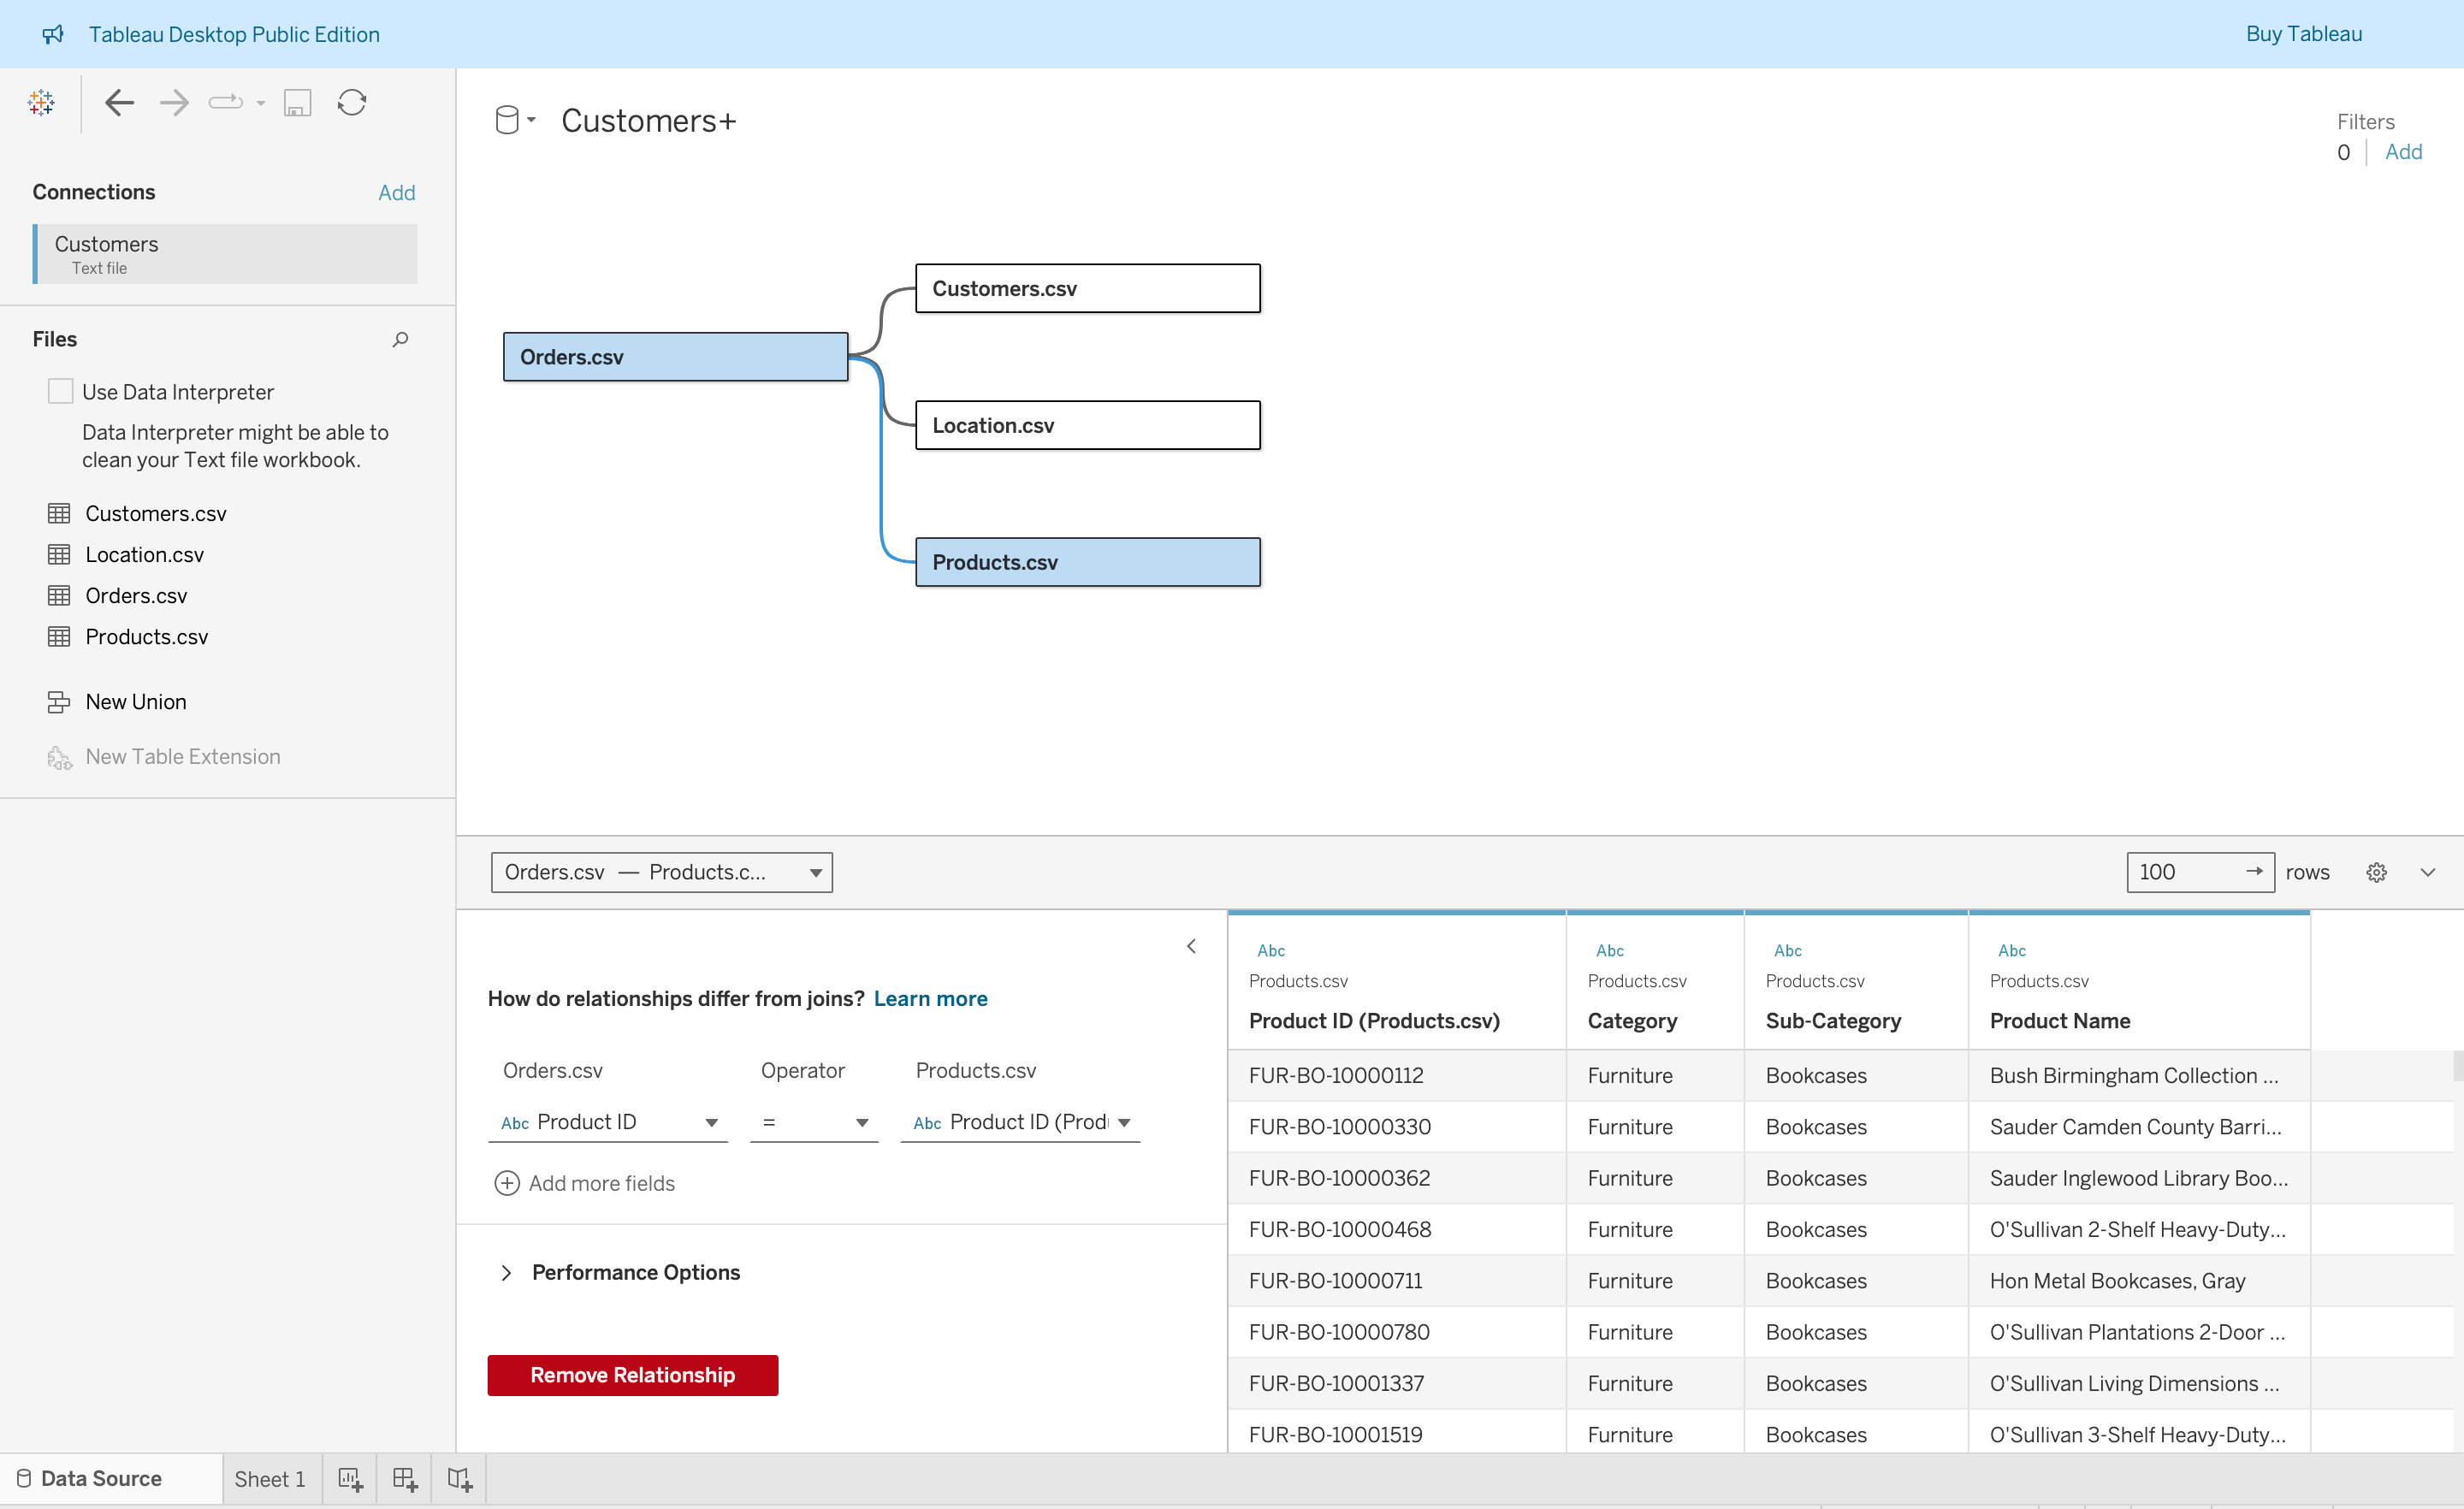 Tableau Desktop Public Edition
Buy Tableau
Customers+
Filters
0 Add
Connections Add
Customers
Text file
Files
Use Data Interpreter
Data Interpreter might be able to
clean your Text file workbook.
Customers.csv
Location.csv
Orders.csv
Products.csv
New Union
New Table Extension
Orders.csv
Customers.csv
Location.csv
Products.csv
Orders.csv — Products.c...
100 rows
How do relationships differ from joins? Learn more
Orders.csv Operator Products.csv
Abc Product ID = Abc Product ID (Prod
Add more fields
Performance Options
Remove Relationship
Abc Abc Abc Abc
Products.csv Products.csv Products.csv Products.csv
Product ID (Products.csv) Category Sub-Category Product Name
FUR-BO-10000112 Furniture Bookcases Bush Birmingham Collection ...
FUR-BO-10000330 Furniture Bookcases Sauder Camden County Barri...
FUR-BO-10000362 Furniture Bookcases Sauder Inglewood Library Boo...
FUR-BO-10000468 Furniture Bookcases O'Sullivan 2-Shelf Heavy-Duty...
FUR-BO-10000711 Furniture Bookcases Hon Metal Bookcases, Gray
FUR-BO-10000780 Furniture Bookcases O'Sullivan Plantations 2-Door ...
FUR-BO-10001337 Furniture Bookcases O'Sullivan Living Dimensions ...
FUR-BO-10001519 Furniture Bookcases O'Sullivan 3-Shelf Heavy-Duty...
Data Source Sheet 1